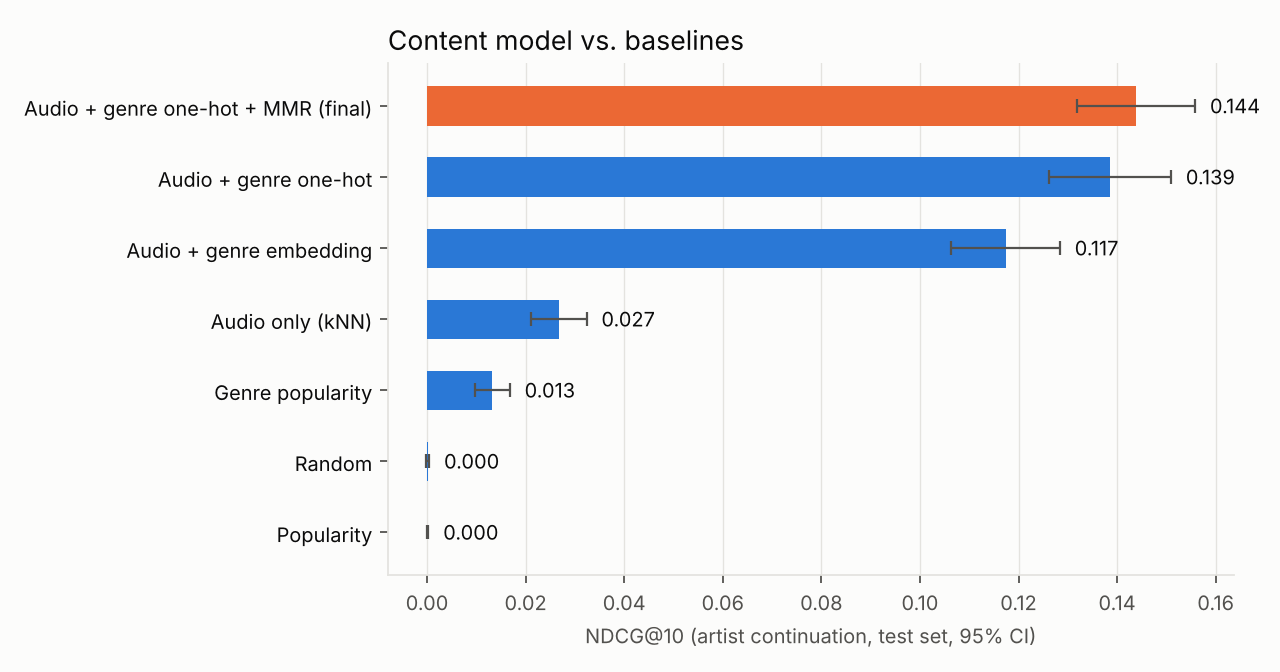 Content model vs. baselines
Audio + genre one-hot + MMR (final)
0.144
Audio + genre one-hot
0.139
Audio + genre embedding
0.117
Audio only (kNN)
0.027
Genre popularity
0.013
Random
0.000
Popularity
0.000
0.00 0.02 0.04 0.06 0.08 0.10 0.12 0.14 0.16
NDCG@10 (artist continuation, test set, 95% CI)